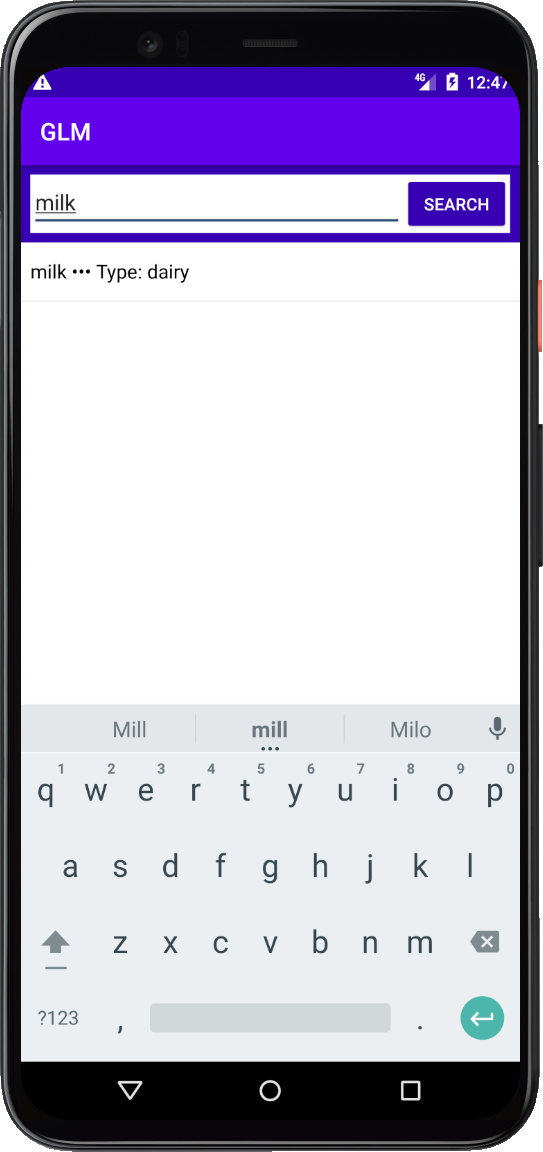 4G 12:47
GLM
milk SEARCH
milk ••• Type: dairy
Mill mill Milo
1 2 3 4 5 6 7 8 9 0
q w e r t y u i o p
a s d f g h j k l
z x c v b n m
?123 , .